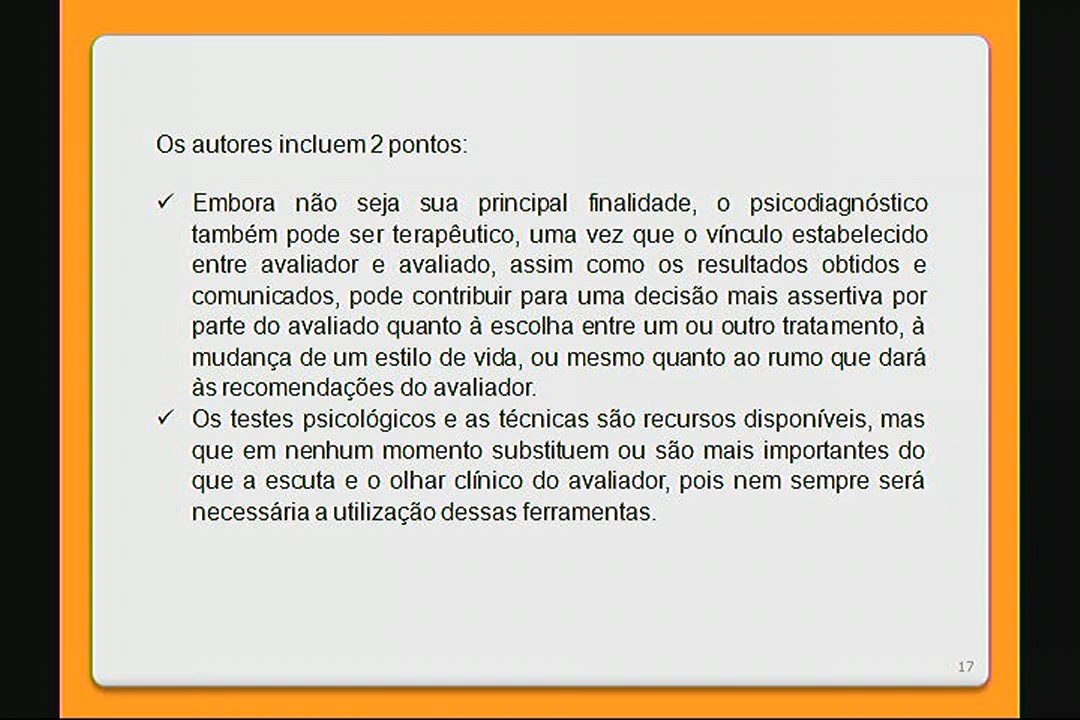 Os autores incluem 2 pontos:
✓ Embora não seja sua principal finalidade, o psicodiagnóstico
também pode ser terapêutico, uma vez que o vínculo estabelecido
entre avaliador e avaliado, assim como os resultados obtidos e
comunicados, pode contribuir para uma decisão mais assertiva por
parte do avaliado quanto à escolha entre um ou outro tratamento, à
mudança de um estilo de vida, ou mesmo quanto ao rumo que dará
às recomendações do avaliador.
✓ Os testes psicológicos e as técnicas são recursos disponíveis, mas
que em nenhum momento substituem ou são mais importantes do
que a escuta e o olhar clínico do avaliador, pois nem sempre será
necessária a utilização dessas ferramentas.
17